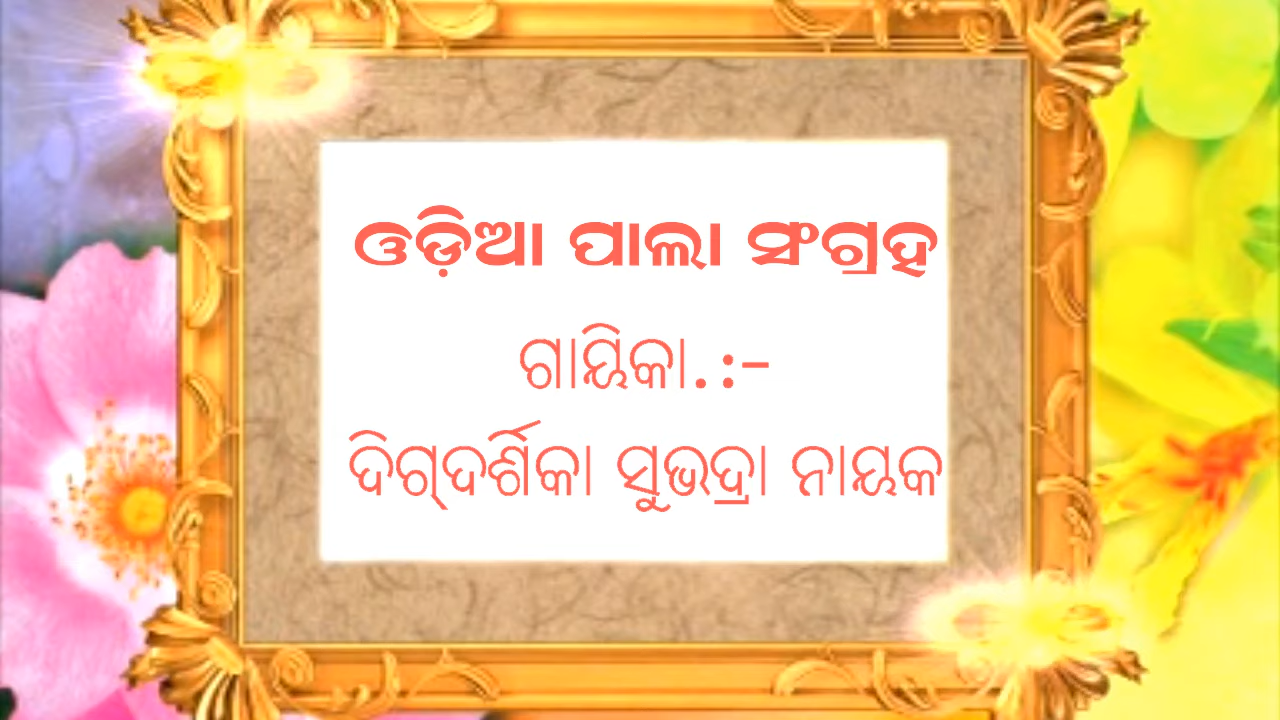 ଓଡ଼ିଆ ପାଲା ସଂଗ୍ରହ
ଗାୟିକା.:-
ଦିଗ୍‌ଦର୍ଶିକା ସୁଭଦ୍ରା ନାୟକ